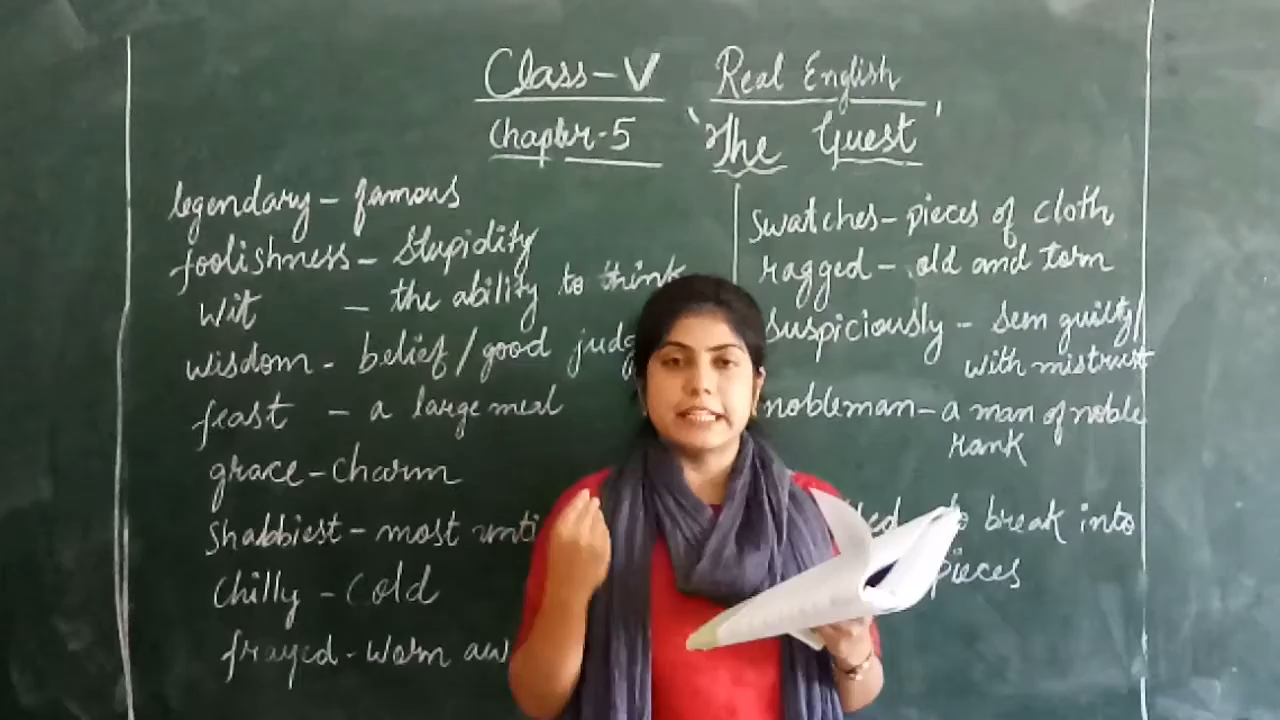 Class-V Real English
Chapter-5 'The Guest'
legendary - famous
foolishness - Stupidity
Wit - the ability to think
wisdom - belief/good judg
feast - a large meal
grace - Charm
Shabbiest - most unti
Chilly - Cold
frayed - Worn aw
Swatches - pieces of cloth
ragged - old and torn
Suspiciously - Sem guilty/
with mistrust
nobleman - a man of noble
rank
break into
pieces